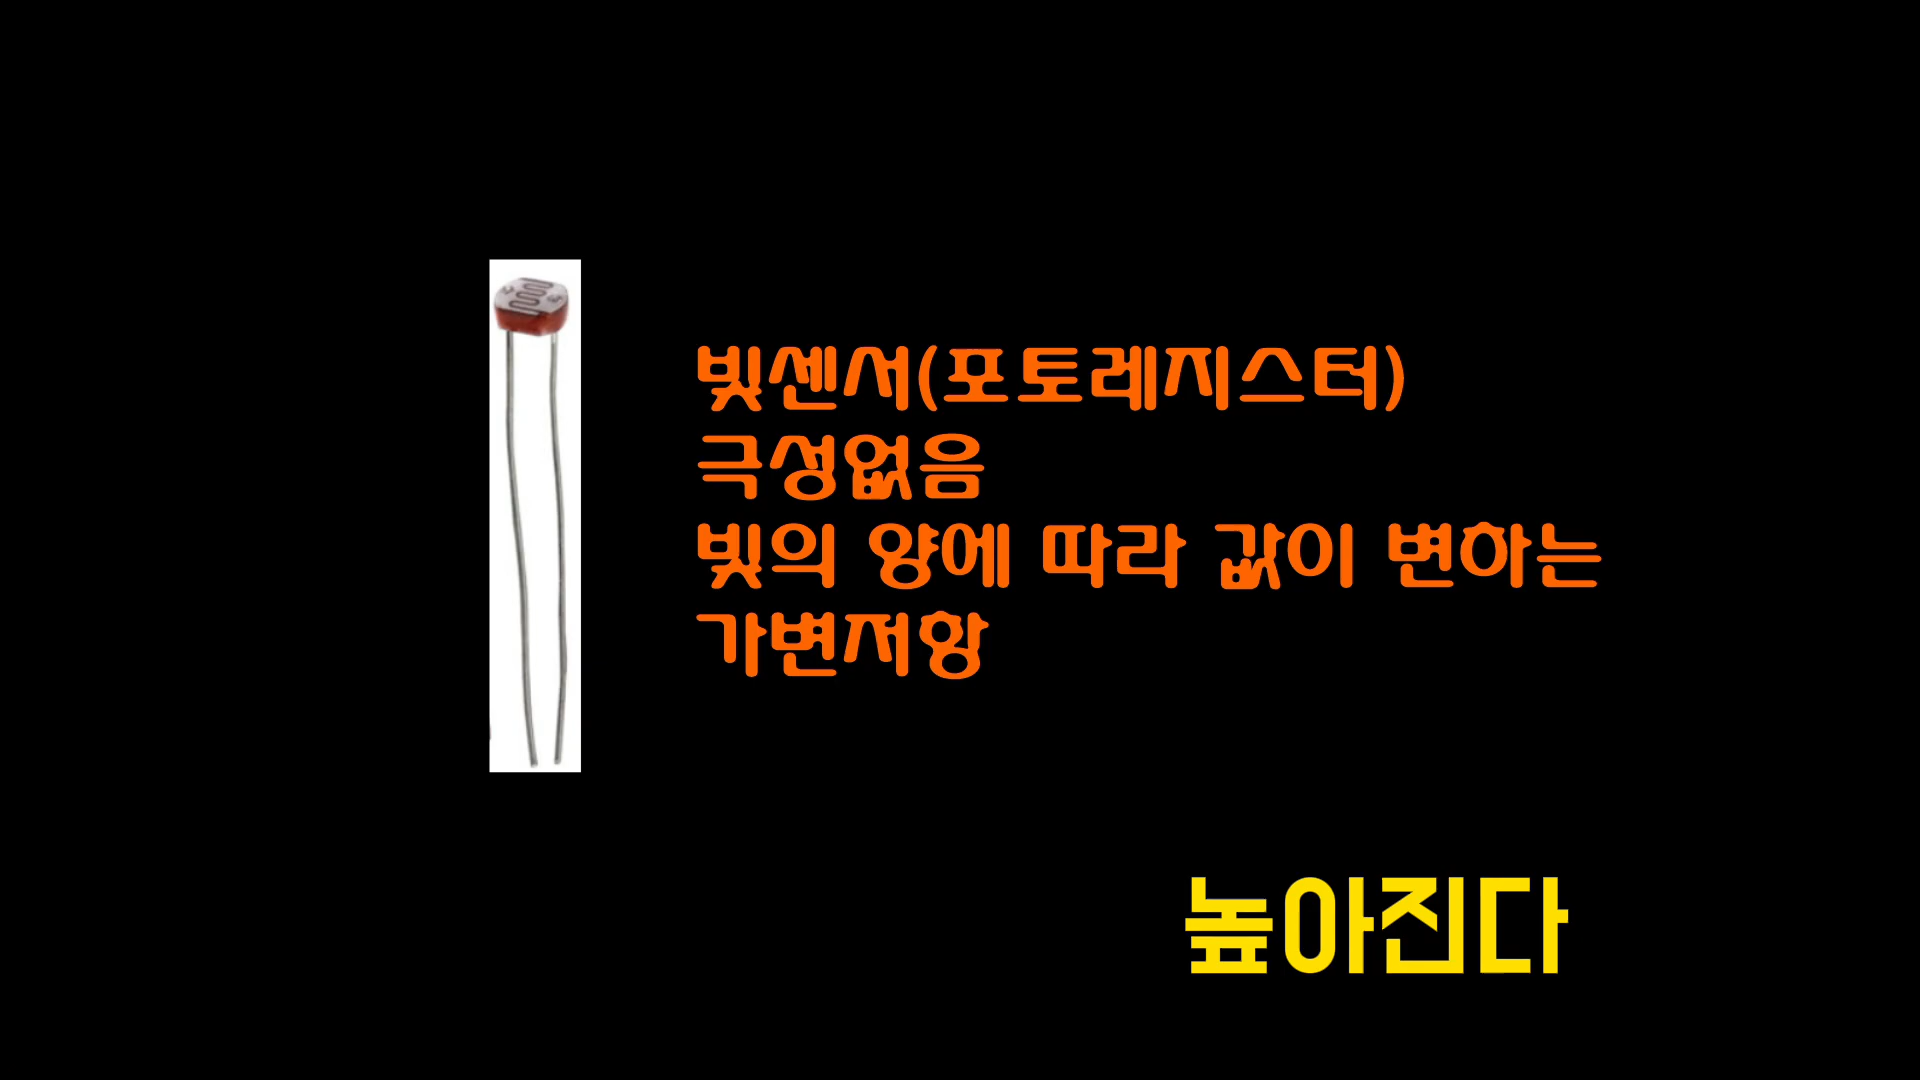 빛센서(포토레지스터)
극성없음
빛의 양에 따라 값이 변하는
가변저항
높아진다